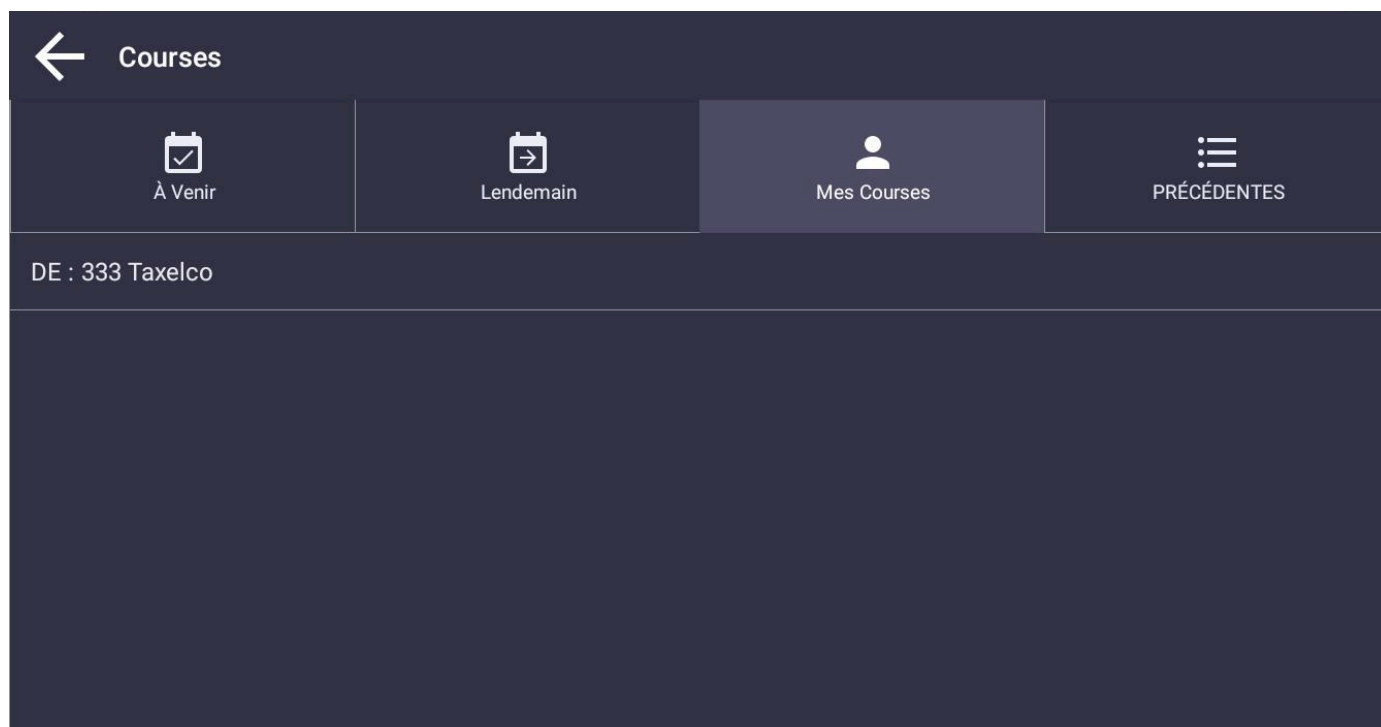 Courses
À Venir
Lendemain
Mes Courses
PRÉCÉDENTES
DE : 333 Taxelco